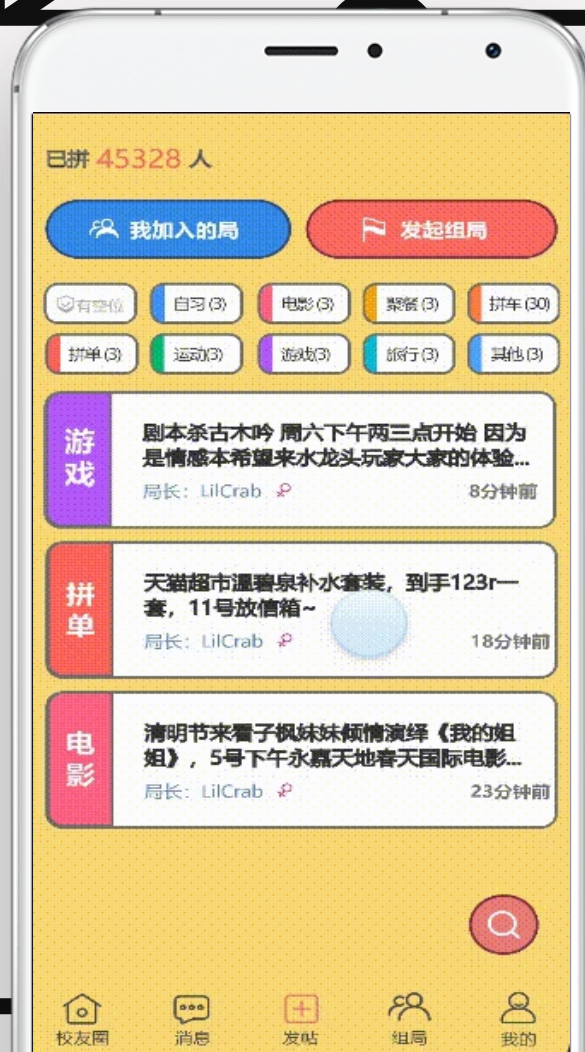 已拼 45328 人
我加入的局 发起组局
有空位 自习(3) 电影(3) 聚餐(3) 拼车(30)
拼单(3) 运动(3) 游戏(3) 旅行(3) 其他(3)
游戏
剧本杀古木吟 周六下午两三点开始 因为
是情感本希望来水龙头玩家大家的体验...
局长：LilCrab 8分钟前
拼单
天猫超市温碧泉补水套装，到手123r一
套，11号放信箱~
局长：LilCrab 18分钟前
电影
清明节来看子枫妹妹倾情演绎《我的姐
姐》，5号下午永嘉天地春天国际电影...
局长：LilCrab 23分钟前
校友圈 消息 发帖 组局 我的